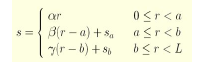 s = { αr 0 ≤ r < a
β(r − a) + s_a a ≤ r < b
γ(r − b) + s_b b ≤ r < L